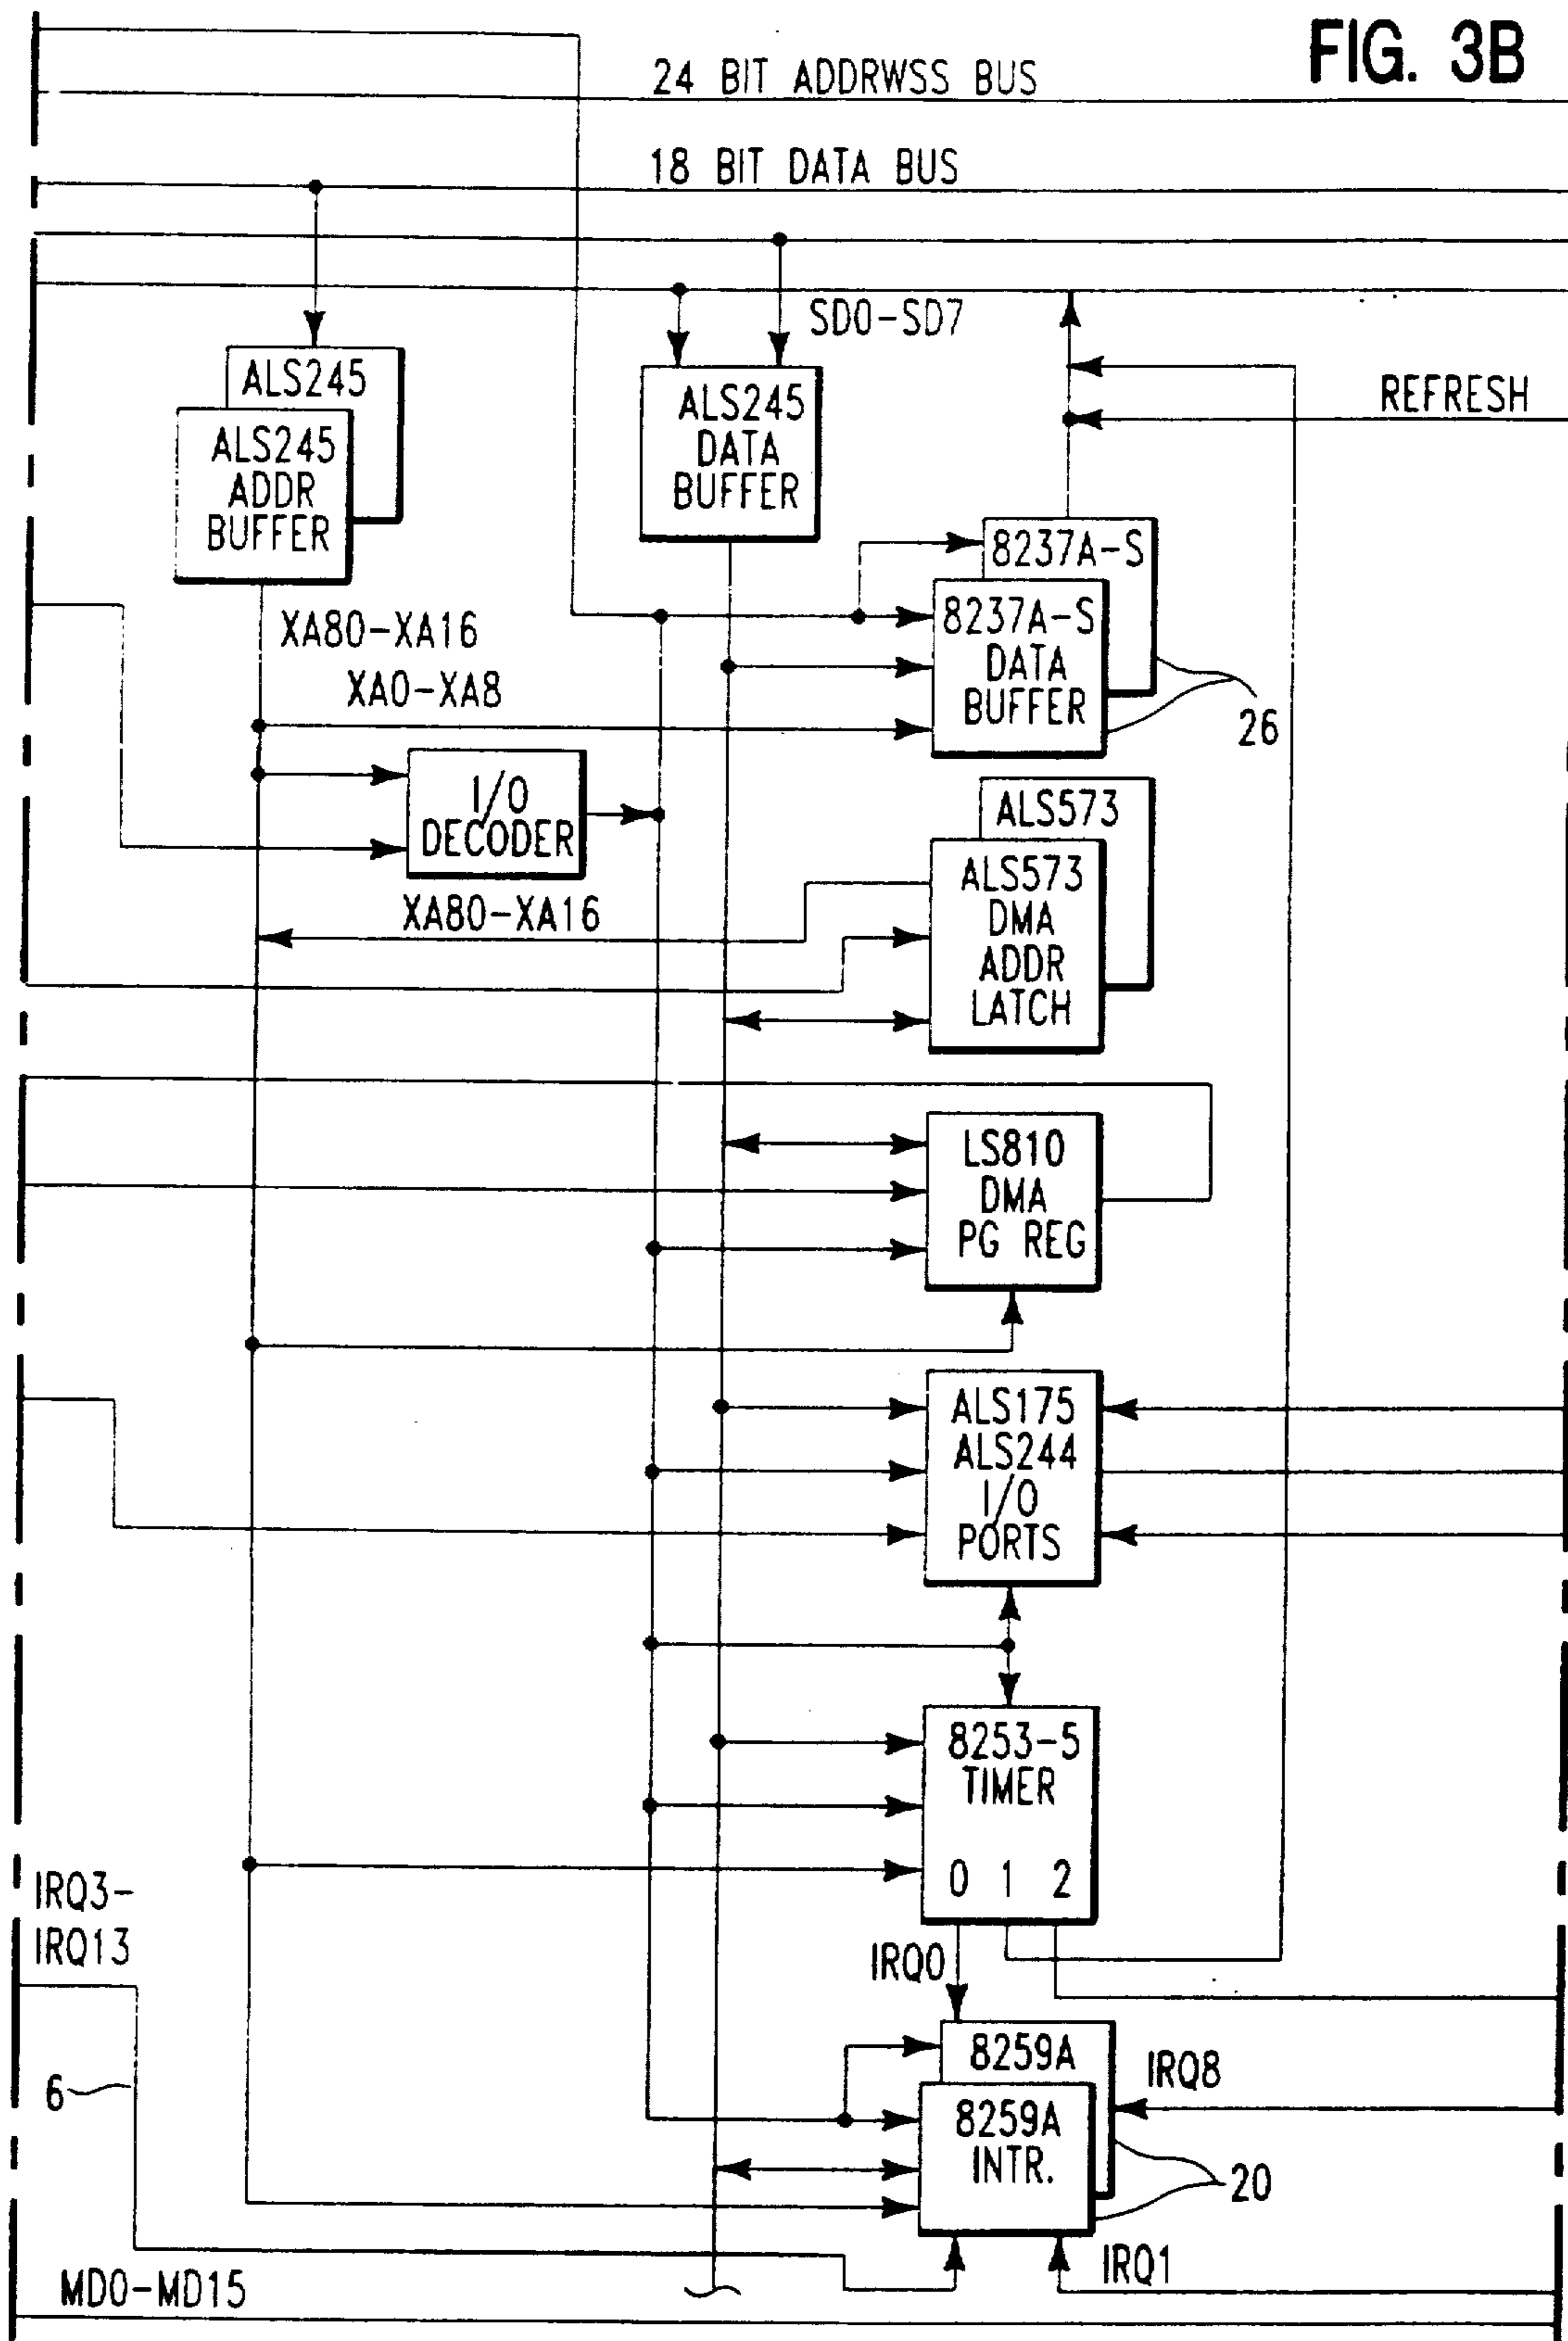 FIG. 3B
24 BIT ADDRWSS BUS
18 BIT DATA BUS
SD0-SD7
ALS245
ALS245
ADDR
BUFFER
ALS245
DATA
BUFFER
REFRESH
8237A-S
8237A-S
DATA
BUFFER
26
XA80-XA16
XA0-XA8
I/O
DECODER
XA80-XA16
ALS573
ALS573
DMA
ADDR
LATCH
LS810
DMA
PG REG
ALS175
ALS244
I/O
PORTS
8253-5
TIMER
0 1 2
IRQ3-
IRQ13
IRQ0
6
8259A
8259A
INTR.
IRQ8
20
IRQ1
MD0-MD15